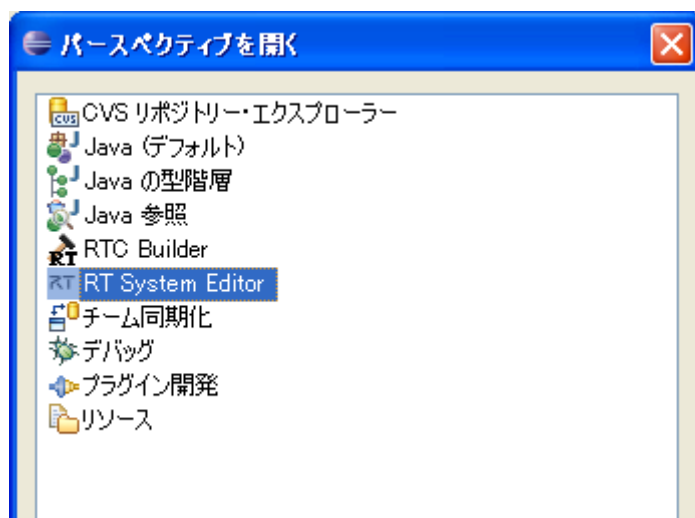 パースペクティブを開く
CVS リポジトリー・エクスプローラー
Java (デフォルト)
Java の型階層
Java 参照
RTC Builder
RT System Editor
チーム同期化
デバッグ
プラグイン開発
リソース